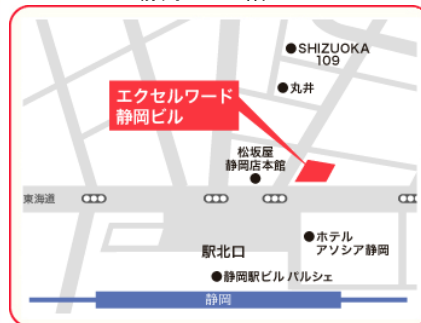 SHIZUOKA
109
丸井
エクセルワード
静岡ビル
松坂屋
静岡店本館
東海道
ホテル
アソシア静岡
駅北口
静岡駅ビル パルシェ
静岡